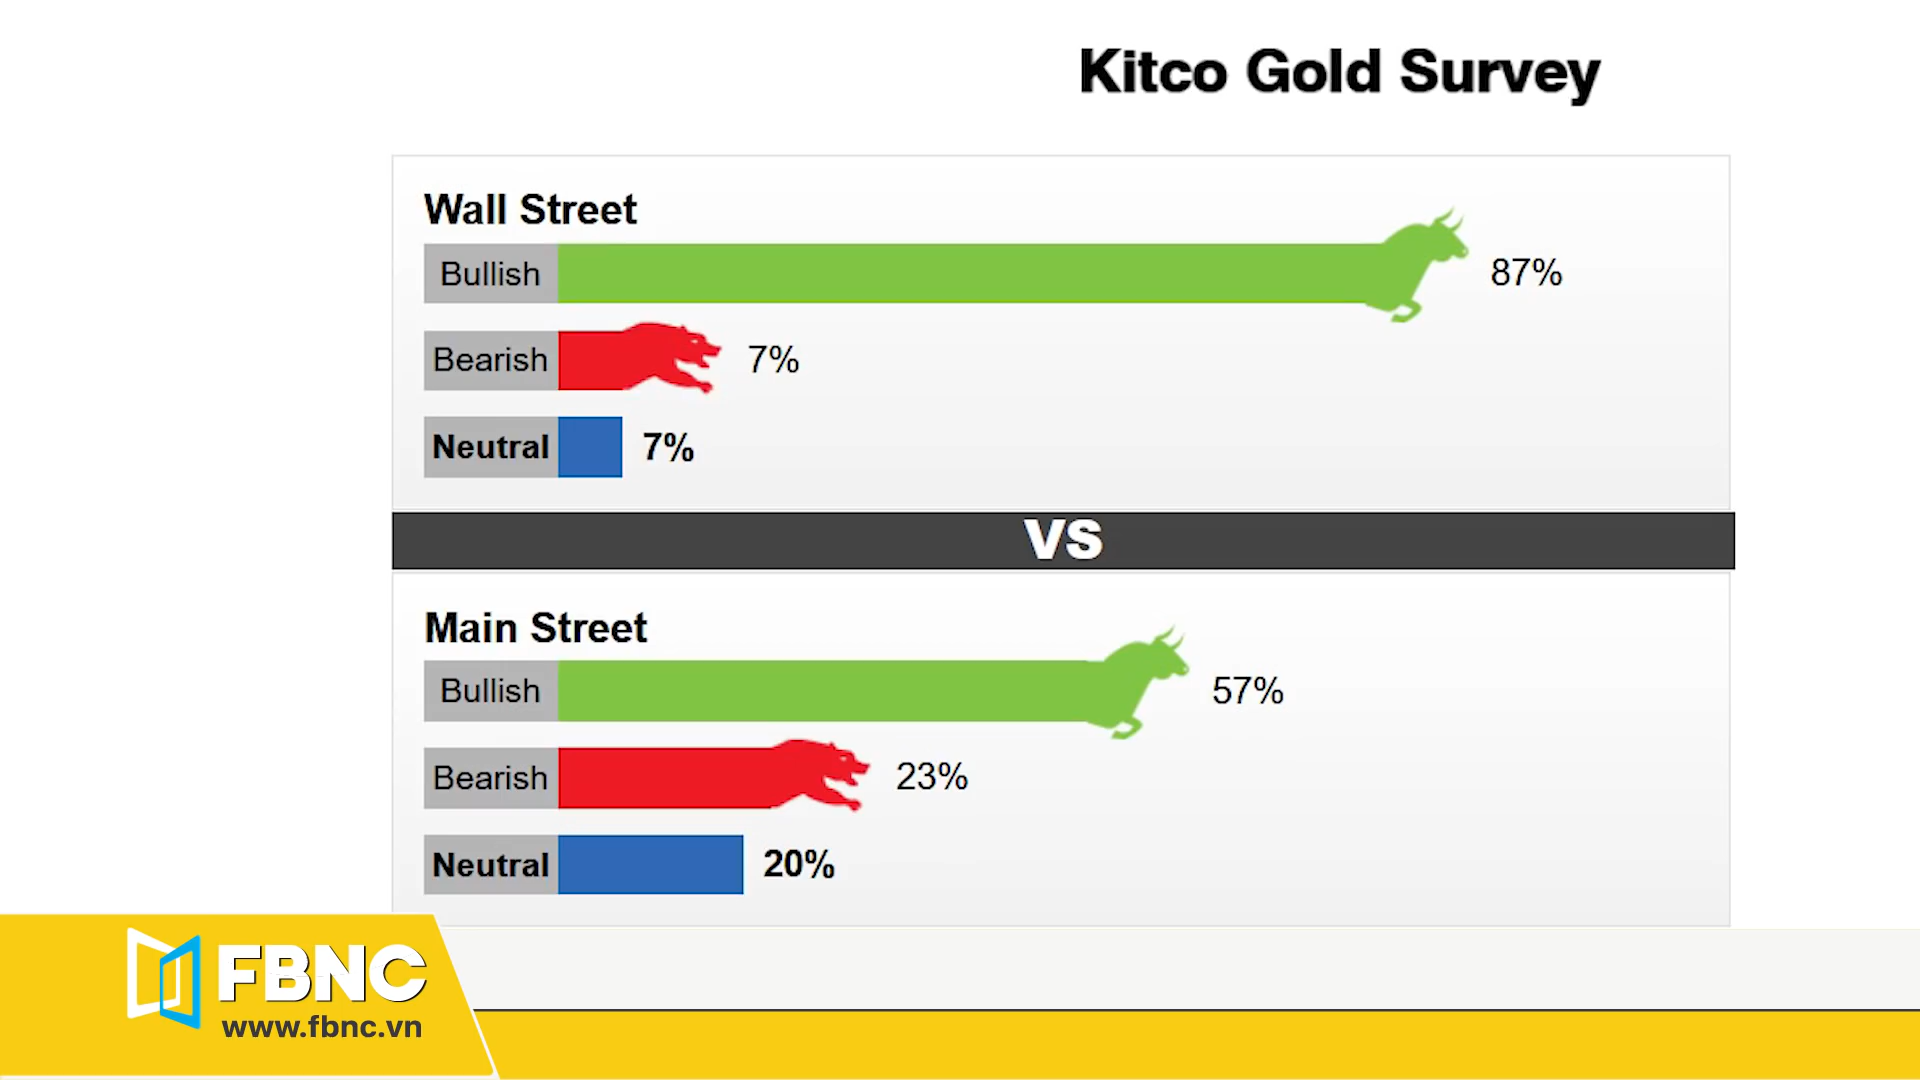 Kitco Gold Survey
Wall Street
Bullish 87%
Bearish 7%
Neutral 7%
VS
Main Street
Bullish 57%
Bearish 23%
Neutral 20%
FBNC
www.fbnc.vn